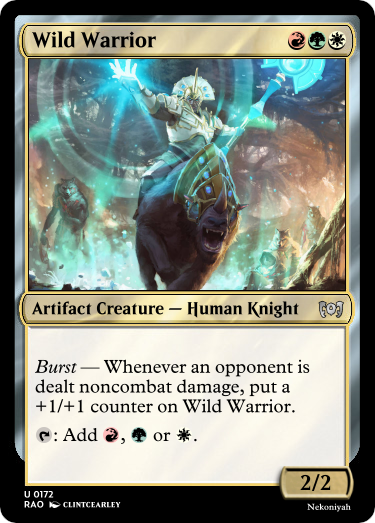 Wild Warrior
Artifact Creature — Human Knight
Burst — Whenever an opponent is
dealt noncombat damage, put a
+1/+1 counter on Wild Warrior.
: Add , or .
2/2
U 0172
RAO CLINTCEARLEY
Nekoniyah